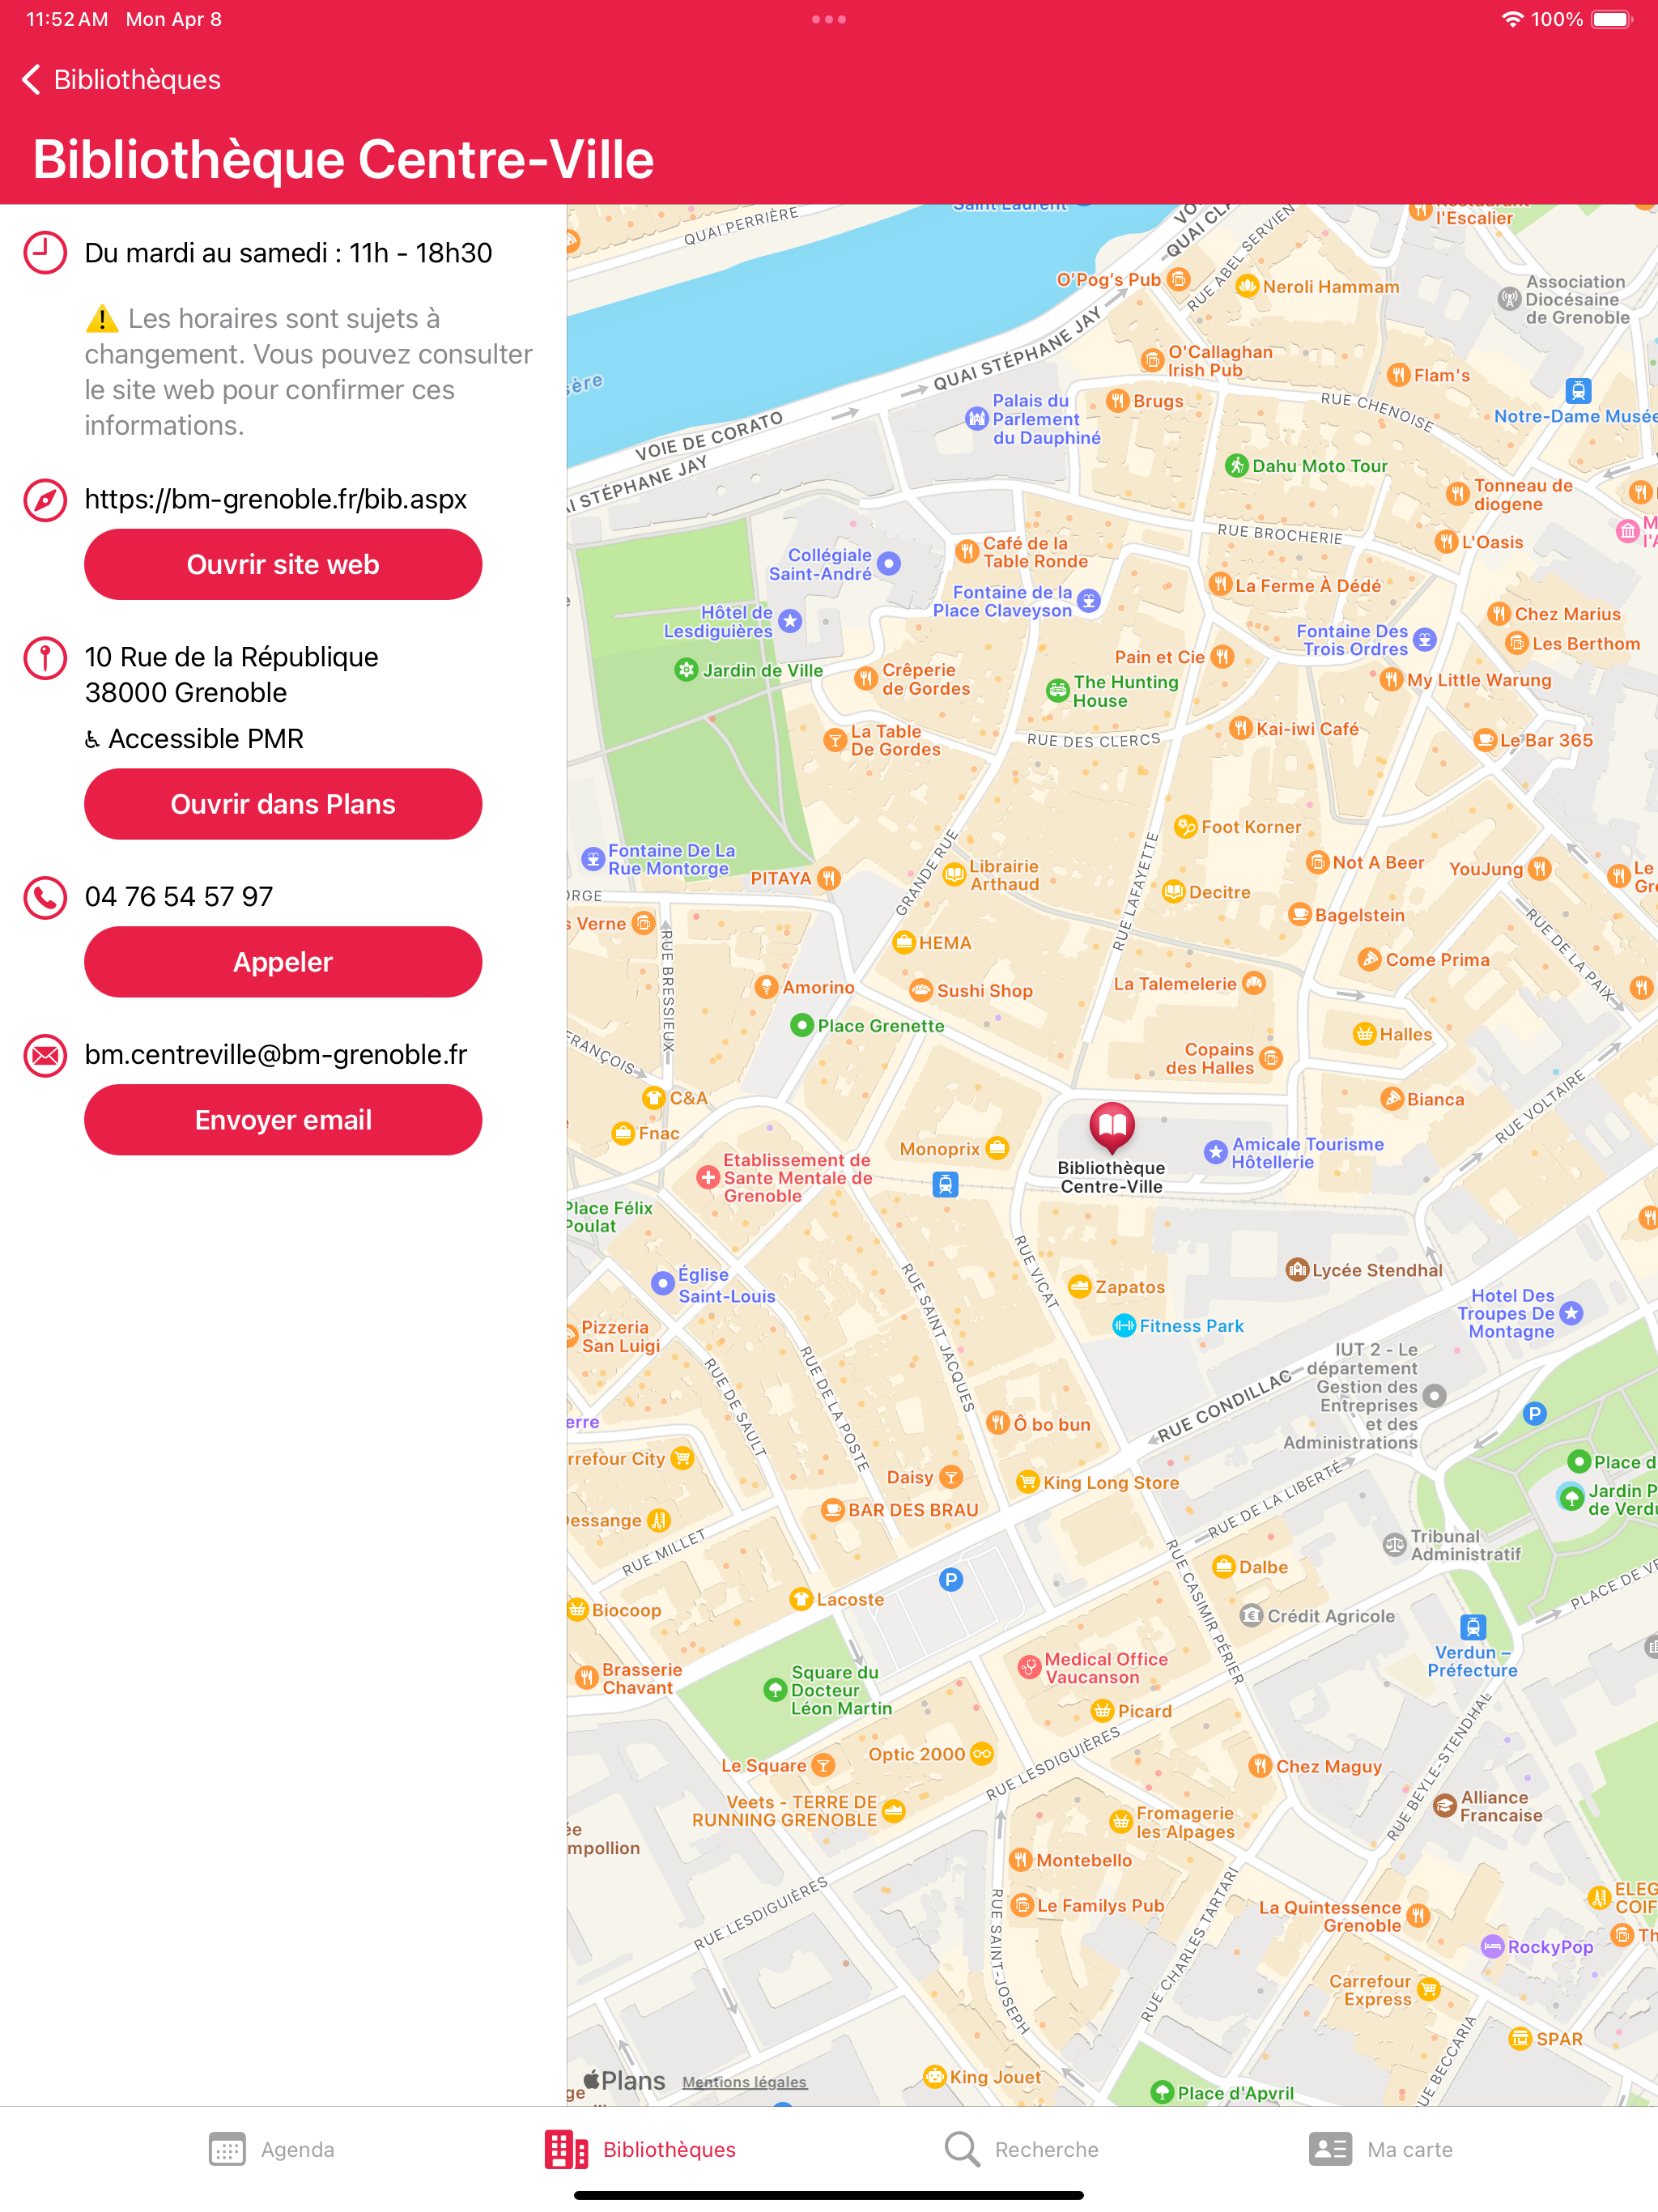 11:52 AM Mon Apr 8
100%
Bibliothèques
Bibliothèque Centre-Ville
Du mardi au samedi : 11h - 18h30
⚠️ Les horaires sont sujets à
changement. Vous pouvez consulter
le site web pour confirmer ces
informations.
https://bm-grenoble.fr/bib.aspx
Ouvrir site web
10 Rue de la République
38000 Grenoble
♿ Accessible PMR
Ouvrir dans Plans
04 76 54 57 97
Appeler
bm.centreville@bm-grenoble.fr
Envoyer email
QUAI PERRIÈRE
Saint Laurent
QUAI CLA
RUE ABEL SERVIEN
l'Escalier
O'Pog's Pub
Neroli Hammam
Association
Diocésaine
de Grenoble
QUAI STÉPHANE JAY
O'Callaghan
Irish Pub
Flam's
Palais du
Parlement
du Dauphiné
Brugs
RUE CHENOISE
Notre-Dame Musée
VOIE DE CORATO
AI STÉPHANE JAY
Dahu Moto Tour
Tonneau de
diogene
RUE BROCHERIE
L'Oasis
Collégiale
Saint-André
Café de la
Table Ronde
La Ferme À Dédé
Fontaine de la
Place Claveyson
Hôtel de
Lesdiguières
Chez Marius
Fontaine Des
Trois Ordres
Les Berthom
Pain et Cie
Jardin de Ville
Crêperie
de Gordes
The Hunting
House
My Little Warung
Kai-iwi Café
La Table
De Gordes
RUE DES CLERCS
Le Bar 365
Foot Korner
Fontaine De La
Rue Montorge
PITAYA
GRANDE RUE
Librairie
Arthaud
RUE LAFAYETTE
Decitre
Not A Beer
YouJung
Le
Gr
ORGE
s Verne
Bagelstein
RUE DE LA PAIX
RUE BRESSIEUX
HEMA
Come Prima
Amorino
Sushi Shop
La Talemelerie
Place Grenette
Halles
FRANÇOIS
Copains
des Halles
C&A
Bianca
RUE VOLTAIRE
Fnac
Monoprix
Bibliothèque
Centre-Ville
Amicale Tourisme
Hôtellerie
Etablissement de
Sante Mentale de
Grenoble
Place Félix
Poulat
RUE VICAT
Église
Saint-Louis
RUE SAINT JACQUES
Zapatos
Lycée Stendhal
Hotel Des
Troupes De
Montagne
Fitness Park
Pizzeria
San Luigi
IUT 2 - Le
département
Gestion des
Entreprises
et des
Administrations
RUE DE SAULT
RUE DE LA POSTE
RUE CONDILLAC
P
erre
Ô bo bun
rrefour City
Daisy
King Long Store
Place d
Jardin P
de Verdu
BAR DES BRAU
Dessange
RUE MILLET
RUE DE LA LIBERTÉ
Tribunal
Administratif
P
RUE CASIMIR PÉRIER
Dalbe
PLACE DE VE
Biocoop
Lacoste
Crédit Agricole
Verdun –
Préfecture
Brasserie
Chavant
Square du
Docteur
Léon Martin
Medical Office
Vaucanson
Picard
RUE BEYLE-STENDHAL
Le Square
Optic 2000
RUE LESDIGUIÈRES
Chez Maguy
Veets - TERRE DE
RUNNING GRENOBLE
Fromagerie
les Alpages
Alliance
Francaise
ée
mpollion
Montebello
RUE LESDIGUIÈRES
RUE SAINT-JOSEPH
Le Familys Pub
RUE CHARLES TARTARI
La Quintessence
Grenoble
ELEG
COIF
Th
RockyPop
Carrefour
Express
SPAR
RUE BECCARIA
Plans
Mentions légales
King Jouet
Place d'Apvril
Agenda
Bibliothèques
Recherche
Ma carte